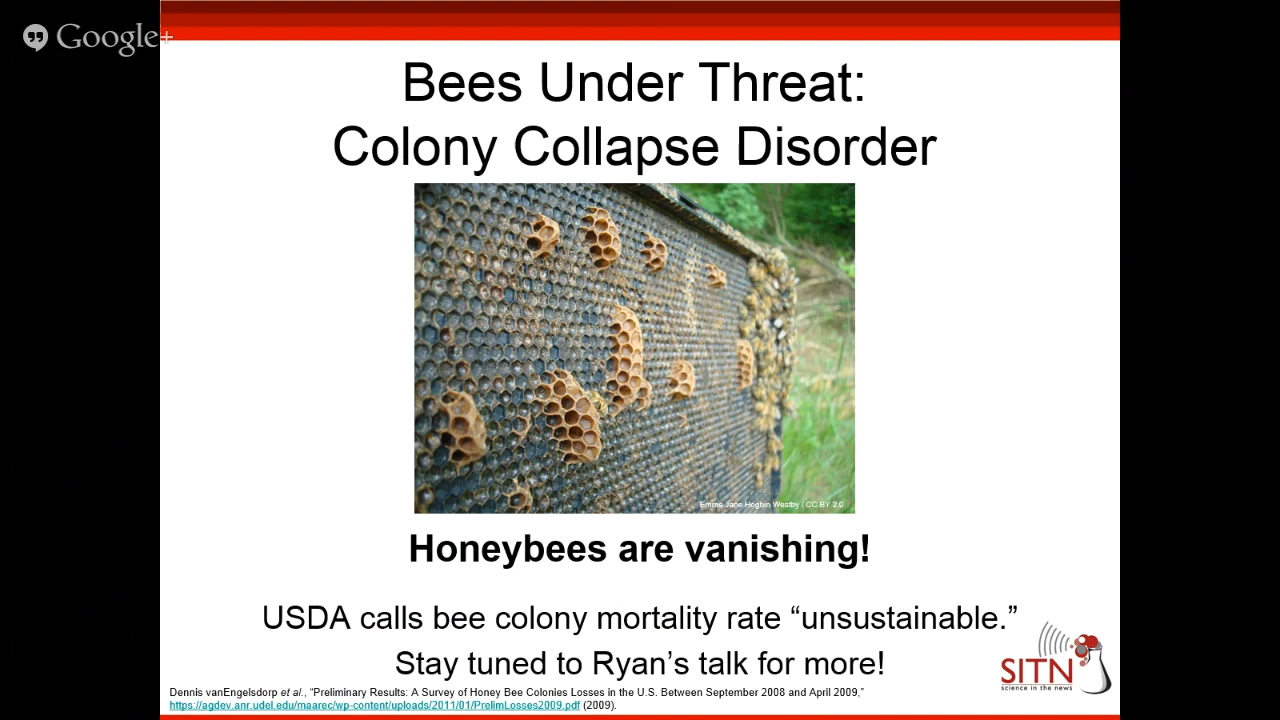 Google+
Bees Under Threat:
Colony Collapse Disorder
Emma Jane Hogbin Westby / CC BY 2.0
Honeybees are vanishing!
USDA calls bee colony mortality rate “unsustainable.”
Stay tuned to Ryan’s talk for more!
SITN
science in the news
Dennis vanEngelsdorp et al., "Preliminary Results: A Survey of Honey Bee Colonies Losses in the U.S. Between September 2008 and April 2009,"
https://agdev.anr.udel.edu/maarec/wp-content/uploads/2011/01/PrelimLosses2009.pdf (2009).